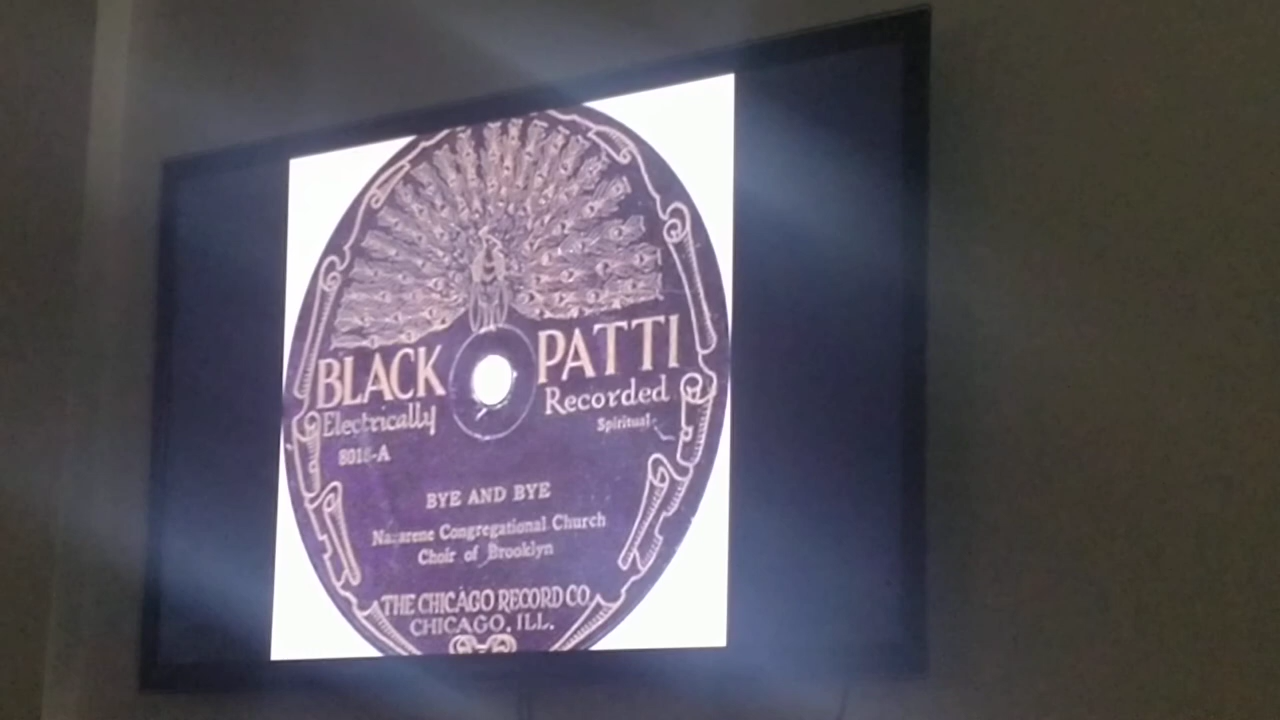 BLACK PATTI
Electrically Recorded
Spiritual-
BYE AND BYE
Nazarene Congregational Church
Choir of Brooklyn
THE CHICAGO RECORD CO.
CHICAGO, ILL.